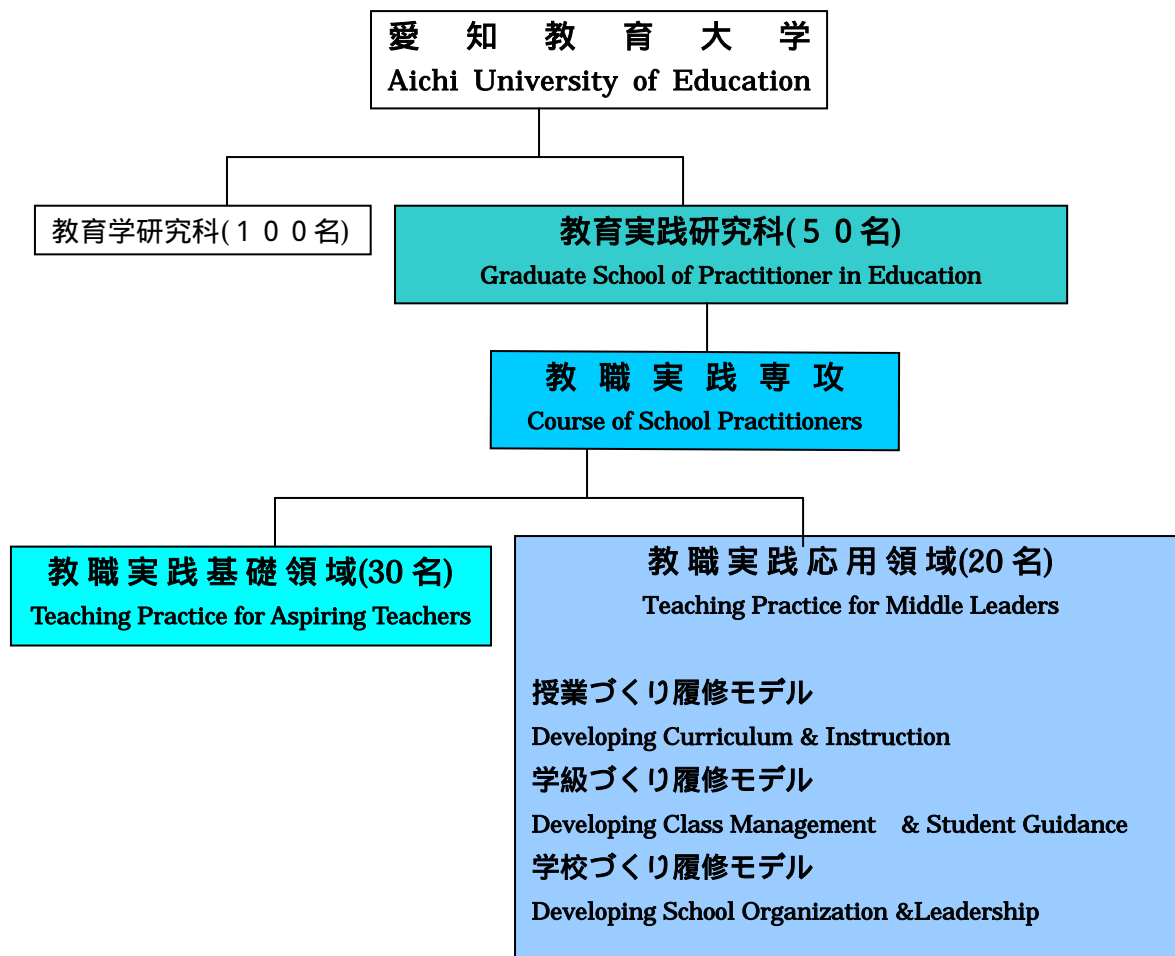 愛知教育大学
Aichi University of Education
教育学研究科(１００名)
教育実践研究科(５０名)
Graduate School of Practitioner in Education
教職実践専攻
Course of School Practitioners
教職実践基礎領域(30 名)
Teaching Practice for Aspiring Teachers
教職実践応用領域(20 名)
Teaching Practice for Middle Leaders
授業づくり履修モデル
Developing Curriculum & Instruction
学級づくり履修モデル
Developing Class Management　& Student Guidance
学校づくり履修モデル
Developing School Organization &Leadership